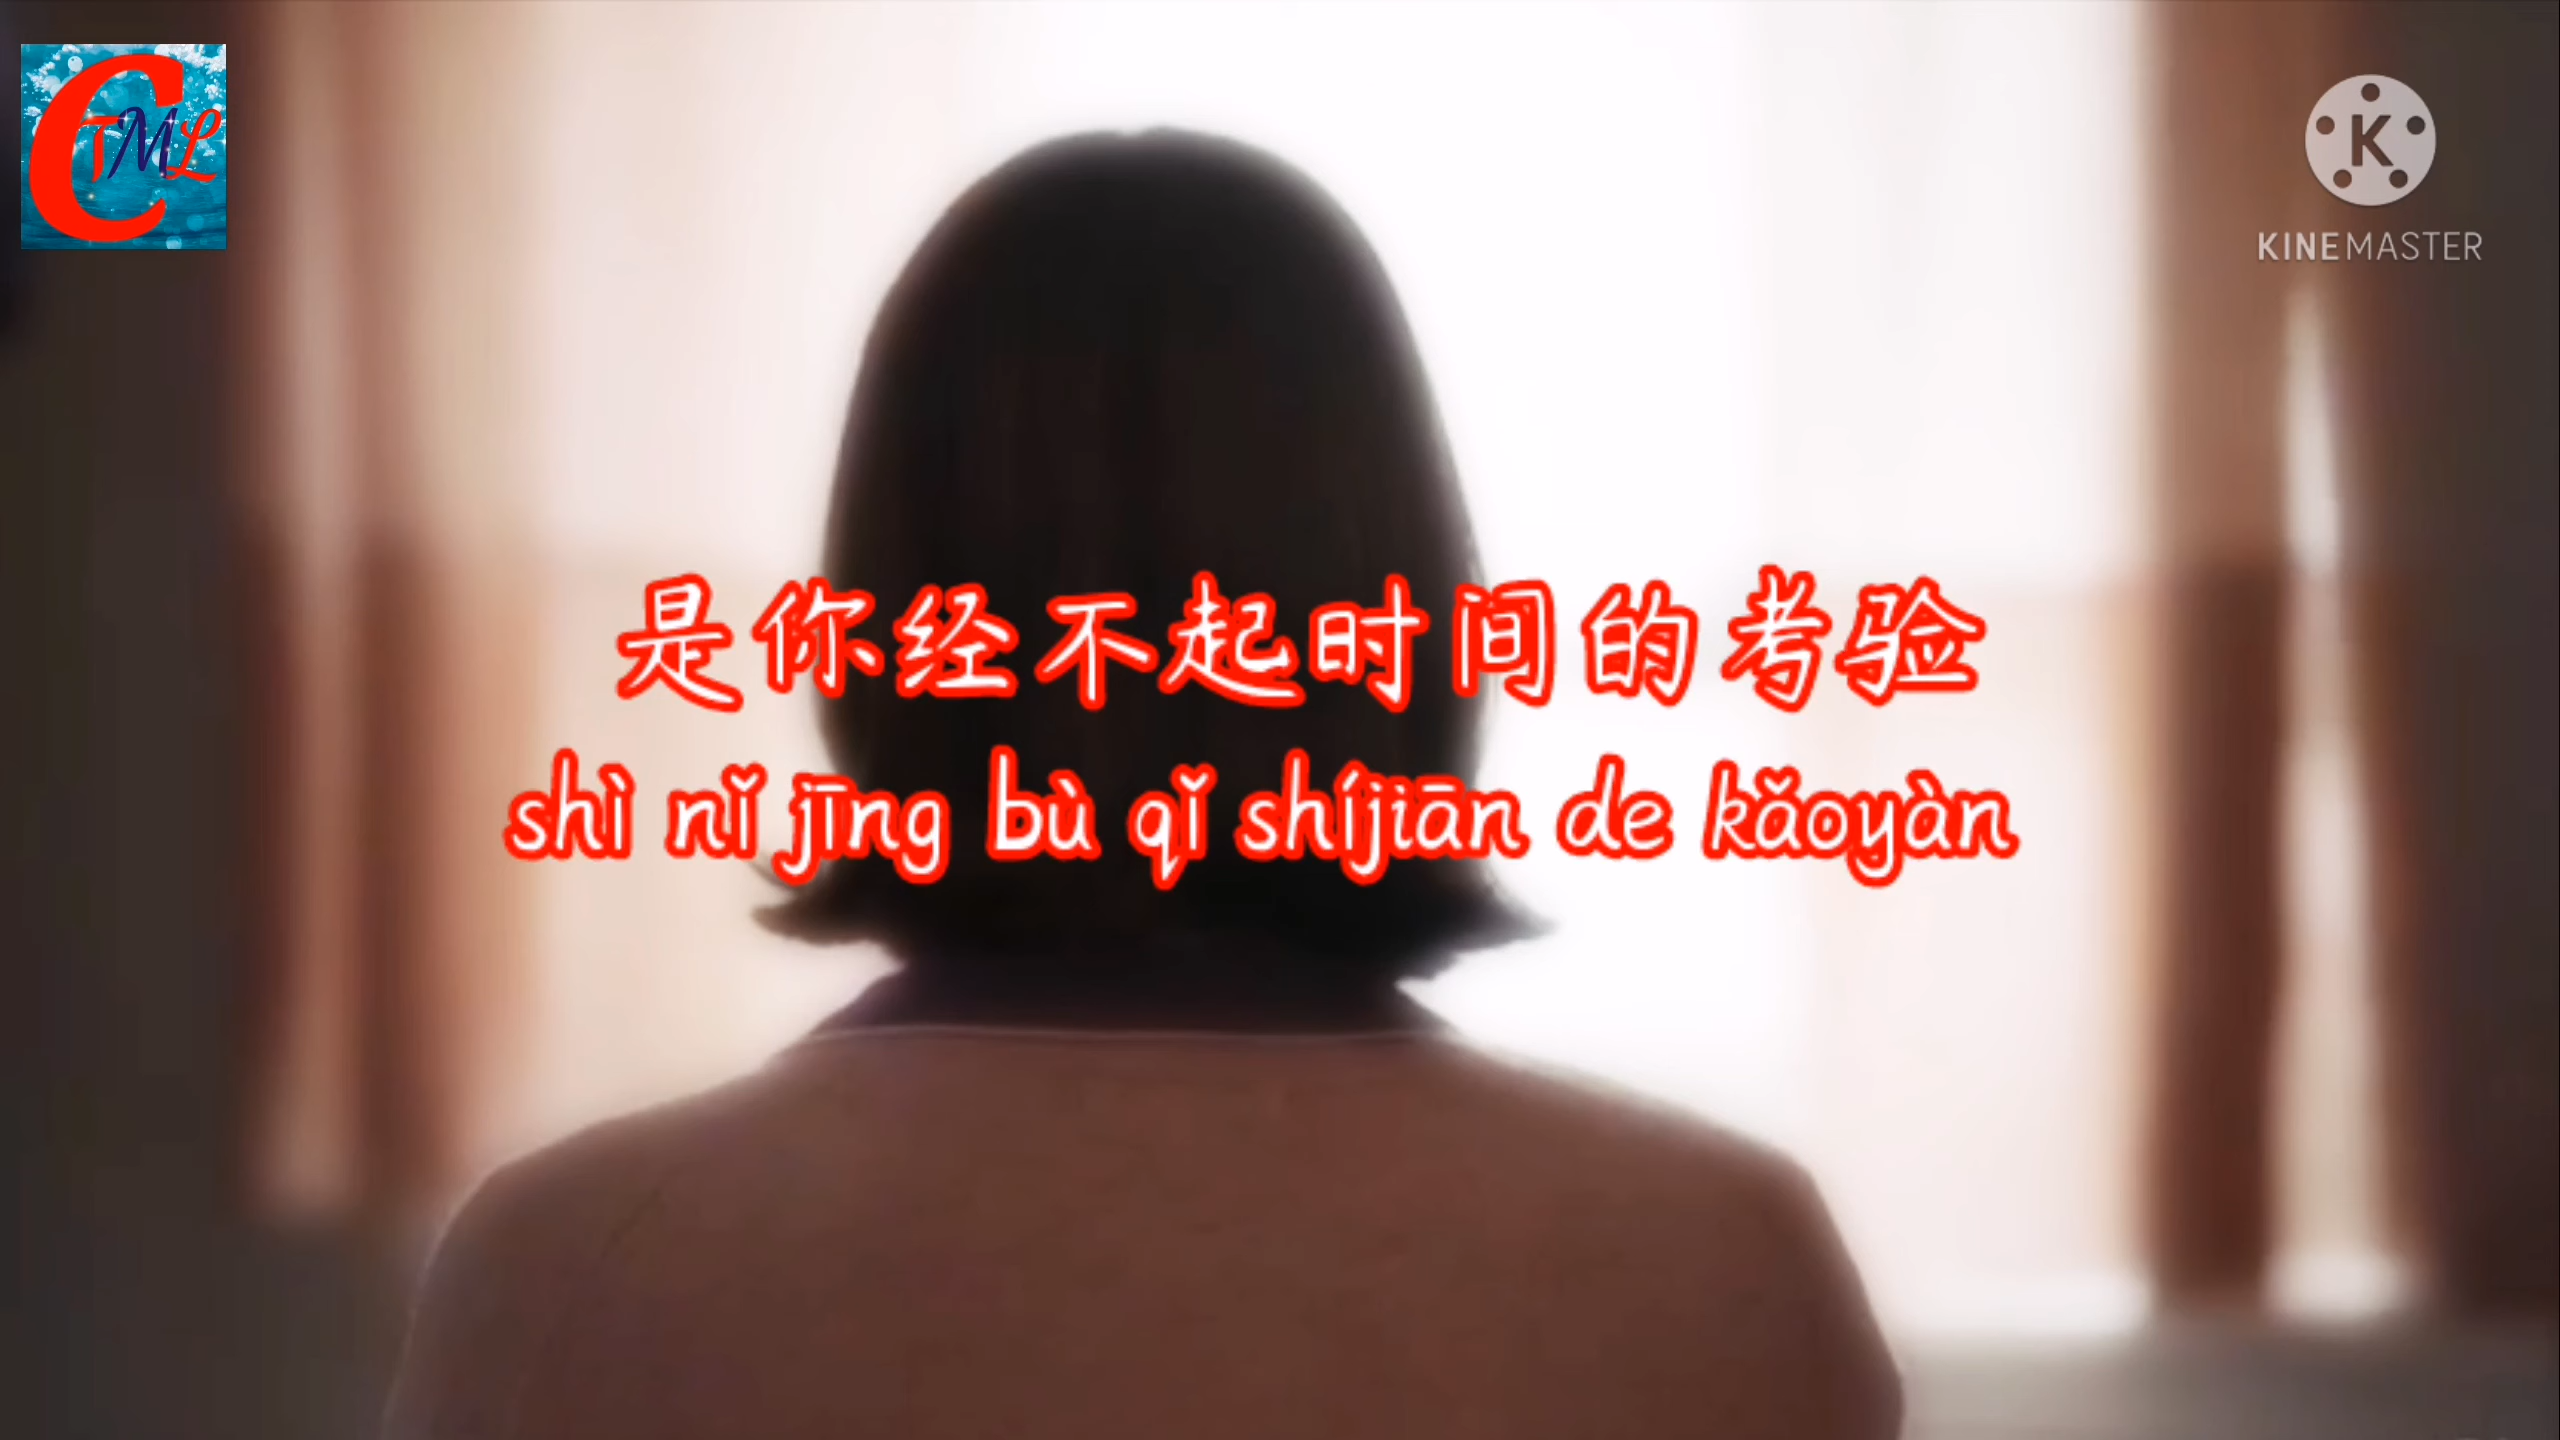 CTML
K
KINEMASTER
是你经不起时间的考验
shì nǐ jīng bù qǐ shíjiān de kǎoyàn